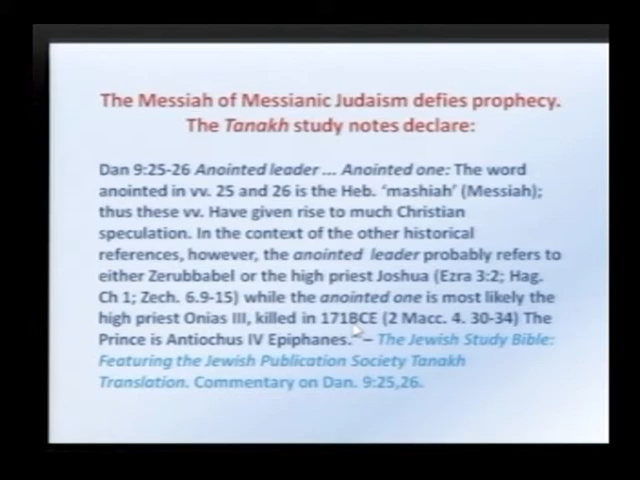 The Messiah of Messianic Judaism defies prophecy.
The Tanakh study notes declare:
Dan 9:25-26 Anointed leader ... Anointed one: The word
anointed in vv. 25 and 26 is the Heb. 'mashiah' (Messiah);
thus these vv. Have given rise to much Christian
speculation. In the context of the other historical
references, however, the anointed leader probably refers to
either Zerubbabel or the high priest Joshua (Ezra 3:2; Hag.
Ch 1; Zech. 6.9-15) while the anointed one is most likely the
high priest Onias III, killed in 171BCE (2 Macc. 4. 30-34) The
Prince is Antiochus IV Epiphanes." – The Jewish Study Bible:
Featuring the Jewish Publication Society Tanakh
Translation. Commentary on Dan. 9:25,26.